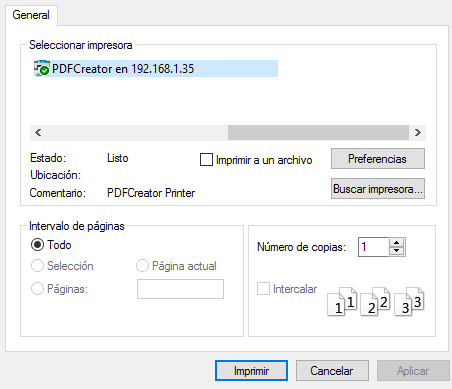 General
Seleccionar impresora
PDFCreator en 192.168.1.35
Estado: Listo
Imprimir a un archivo
Preferencias
Ubicación:
Comentario: PDFCreator Printer
Buscar impresora...
Intervalo de páginas
Todo
Selección
Página actual
Páginas:
Número de copias: 1
Intercalar
1 1 2 2 3 3
Imprimir
Cancelar
Aplicar